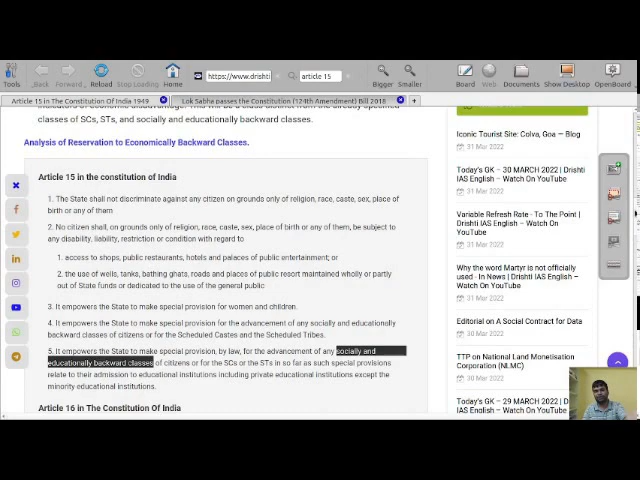 Tools
Back
Forward
Reload
Stop Loading
Home
https://www.drishti
article 15
Bigger
Smaller
Board
Web
Documents
Show Desktop
OpenBoard
Article 15 in The Constitution Of India 1949
Lok Sabha passes the Constitution (124th Amendment) Bill 2018
classes of SCs, STs, and socially and educationally backward classes.
Analysis of Reservation to Economically Backward Classes.
Article 15 in the constitution of India
1. The State shall not discriminate against any citizen on grounds only of religion, race, caste, sex, place of
birth or any of them
2. No citizen shall, on grounds only of religion, race, caste, sex, place of birth or any of them, be subject to
any disability, liability, restriction or condition with regard to
1. access to shops, public restaurants, hotels and palaces of public entertainment; or
2. the use of wells, tanks, bathing ghats, roads and places of public resort maintained wholly or partly
out of State funds or dedicated to the use of the general public
3. It empowers the State to make special provision for women and children.
4. It empowers the State to make special provision for the advancement of any socially and educationally
backward classes of citizens or for the Scheduled Castes and the Scheduled Tribes.
5. It empowers the State to make special provision, by law, for the advancement of any socially and
educationally backward classes of citizens or for the SCs or the STs in so far as such special provisions
relate to their admission to educational institutions including private educational institutions except the
minority educational institutions.
Article 16 in The Constitution Of India
Iconic Tourist Site: Colva, Goa – Blog
31 Mar 2022
Today's GK – 30 MARCH 2022 | Drishti
IAS English – Watch On YouTube
31 Mar 2022
Variable Refresh Rate - To The Point |
Drishti IAS English – Watch On
YouTube
31 Mar 2022
Why the word Martyr is not officially
used - In News | Drishti IAS English –
Watch On YouTube
31 Mar 2022
Editorial on A Social Contract for Data
31 Mar 2022
TTP on National Land Monetisation
Corporation (NLMC)
30 Mar 2022
Today's GK – 29 MARCH 2022 | Drishti
IAS English – Watch On YouTube